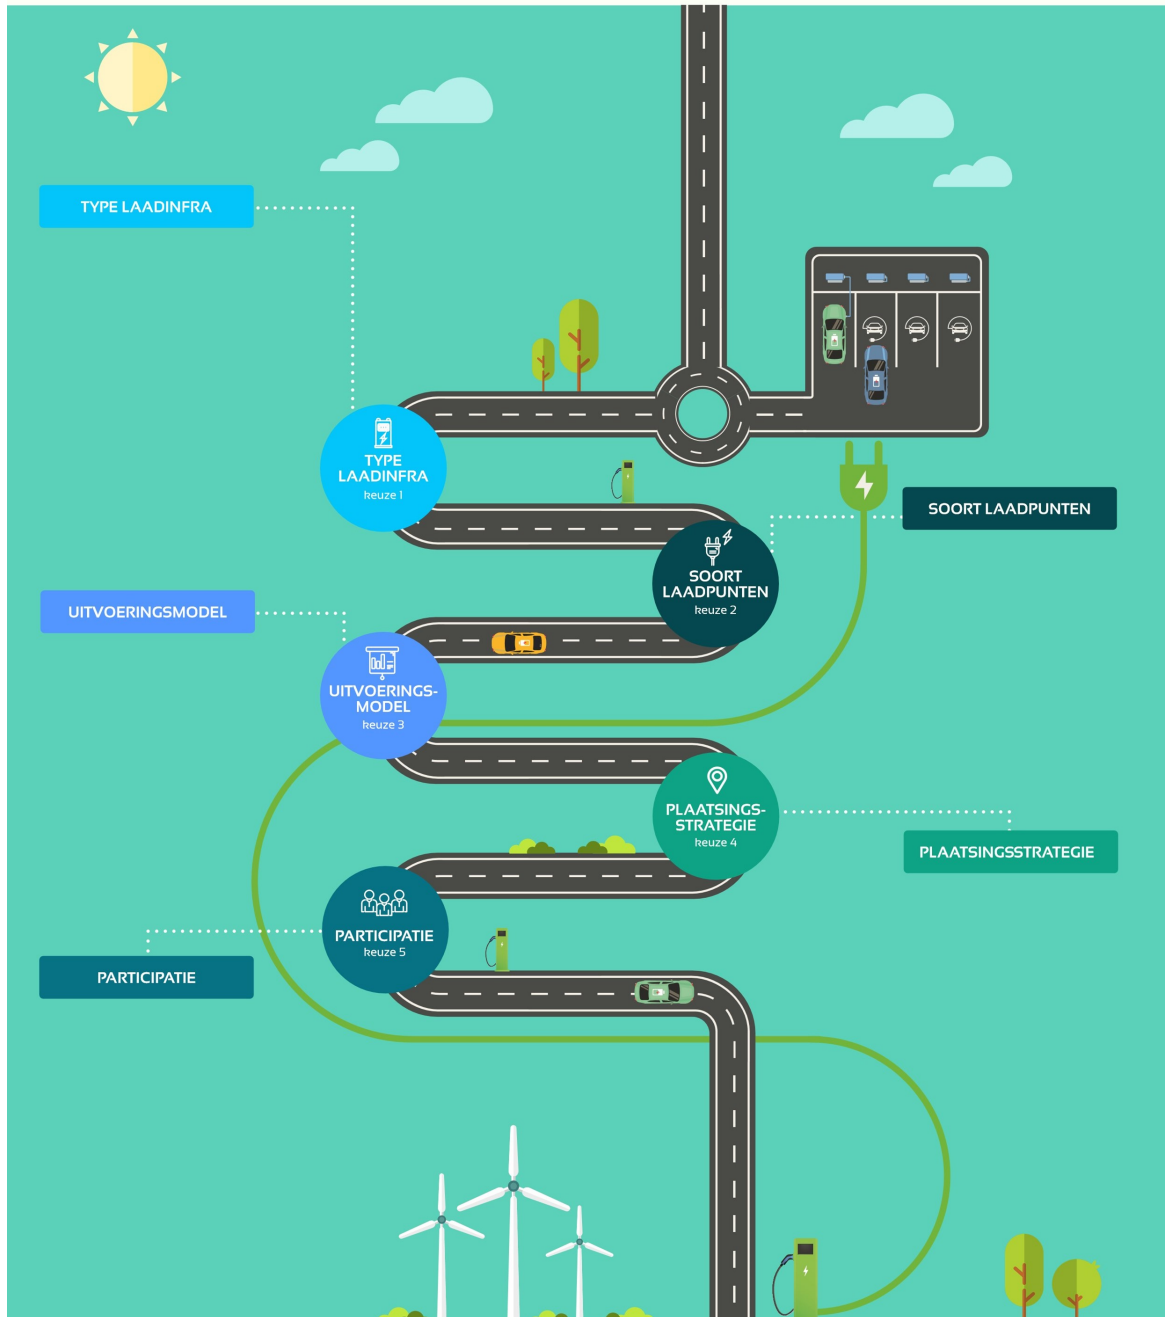 TYPE LAADINFRA
TYPE
LAADINFRA
keuze 1
SOORT LAADPUNTEN
SOORT
LAADPUNTEN
keuze 2
UITVOERINGSMODEL
UITVOERINGS-
MODEL
keuze 3
PLAATSINGS-
STRATEGIE
keuze 4
PLAATSINGSSTRATEGIE
PARTICIPATIE
keuze 5
PARTICIPATIE